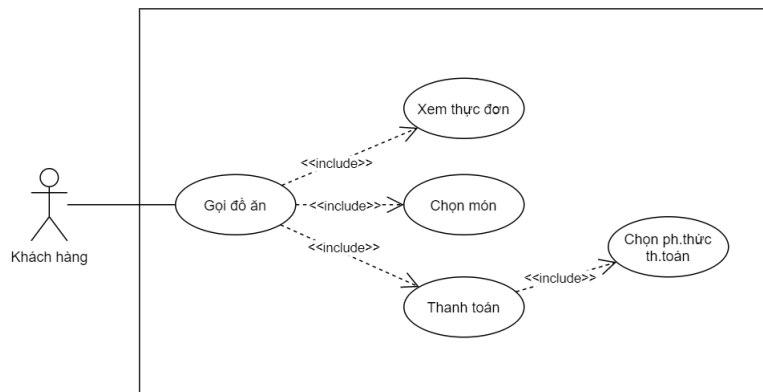 Xem thực đơn
<<include>>
Gọi đồ ăn
<<include>>
Chọn món
Khách hàng
<<include>>
Chọn ph.thức
th.toán
<<include>>
Thanh toán